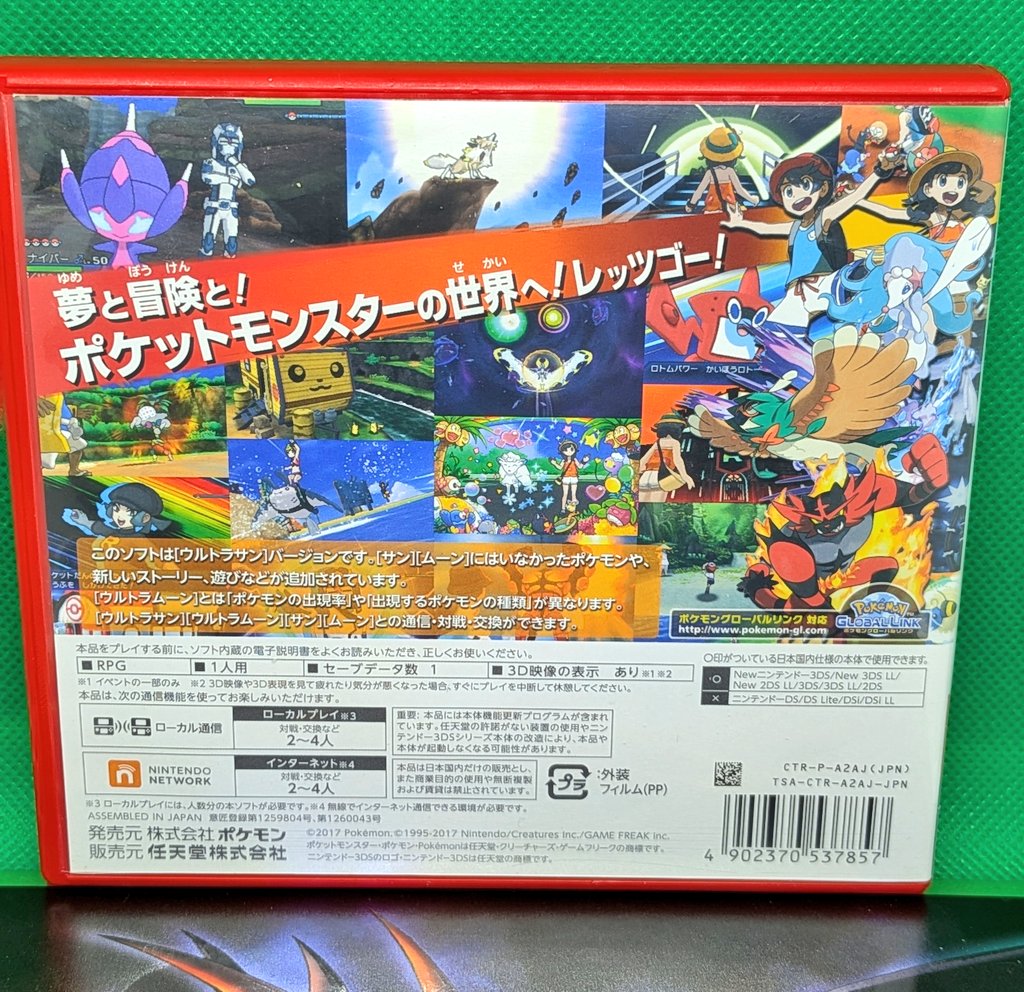 ナイバー
.50
夢と冒険と!
ゆめ
ぼう けん
ポケットモンスターの世界へ!レッツゴー!
せ かい
ロトムパワー かいほうロトー
このソフトは[ウルトラサン]バージョンです。[サン][ムーン]にはいなかったポケモンや、
新しいストーリー、遊びなどが追加されています。
[ウルトラムーン]とは「ポケモンの出現率」や「出現するポケモンの種類」が異なります。
[ウルトラサン][ウルトラムーン][サン][ムーン]との通信・対戦・交換ができます。
ポケモングローバルリンク 対応
http://www.pokemon-gl.com
Pokémon
GLOBAL LINK
ポケモングローバルリンク
本品をプレイする前に、ソフト内蔵の電子説明書をよくお読みいただき、正しくお使いください。
■RPG ■1人用 ■セーブデータ数 1 ■3D映像の表示 あり※1※2
※1 イベントの一部のみ ※2 3D映像や3D表現を見て疲れたり気分が悪くなった場合、すぐにプレイを中断して休憩してください。
本品は、次の通信機能を使ってお楽しみいただけます。
〇印がついている日本国内仕様の本体で使用できます。
○ Newニンテンドー3DS/New 3DS LL/
New 2DS LL/3DS/3DS LL/2DS
× ニンテンドーDS/DS Lite/DSi/DSi LL
ローカル通信
ローカルプレイ※3
対戦・交換など
2〜4人
重要:本品には本体機能更新プログラムが含まれ
ています。任天堂の許諾がない装置の使用やニン
テンドー3DSシリーズ本体の改造により、本品や
本体が起動しなくなる可能性があります。
NINTENDO
NETWORK
インターネット※4
対戦・交換など
2〜4人
本品は日本国内だけの販売とし、
また商業目的の使用や無断複製
および賃貸は禁止されています。
プラ
:外装
フィルム(PP)
CTR-P-A2AJ(JPN)
TSA-CTR-A2AJ-JPN
※3 ローカルプレイには、人数分の本ソフトが必要です。※4 無線でインターネット通信できる環境が必要です。
ASSEMBLED IN JAPAN 意匠登録第1259804号、第1260043号
発売元 株式会社 ポケモン
販売元 任天堂株式会社
©2017 Pokémon. ©1995-2017 Nintendo/Creatures Inc./GAME FREAK inc.
ポケットモンスター・ポケモン・Pokémonは任天堂・クリーチャーズ・ゲームフリークの商標です。
ニンテンドー3DSのロゴ・ニンテンドー3DSは任天堂の商標です。
4 902370 537857